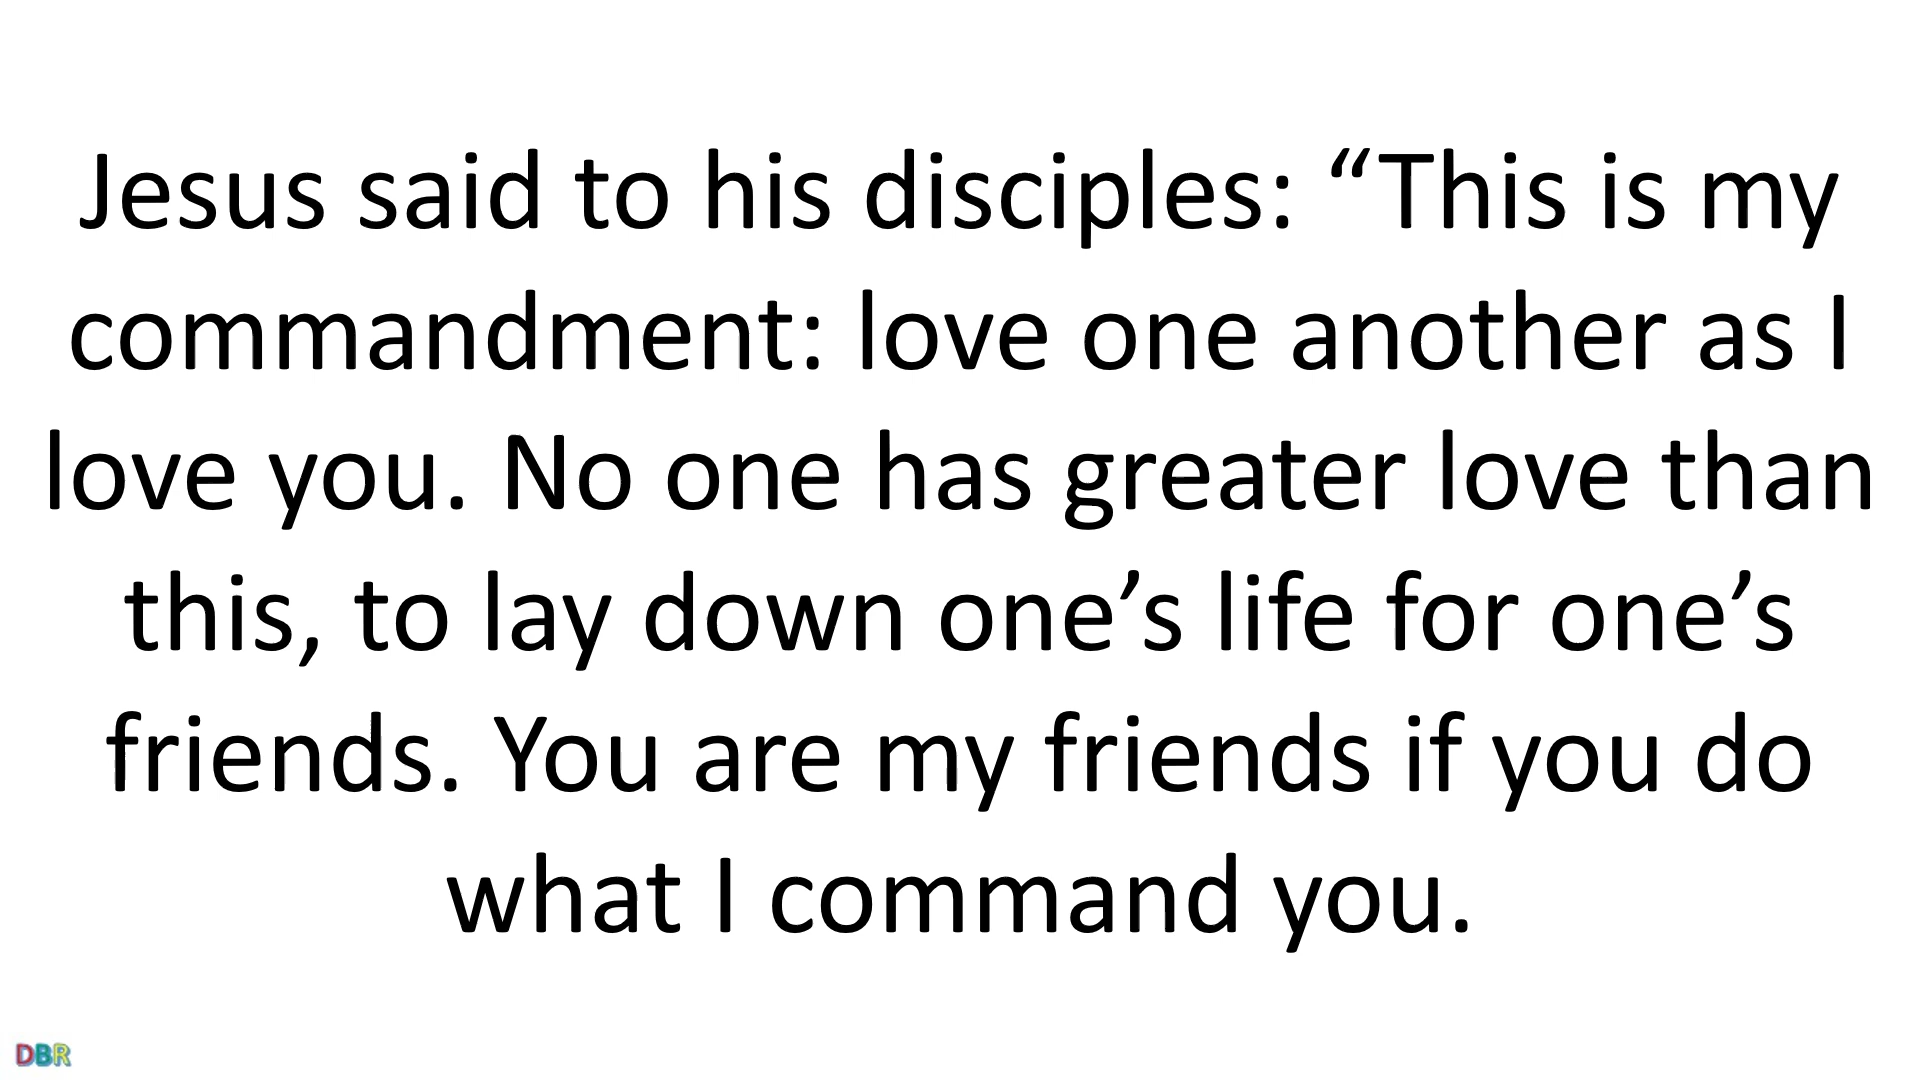 Jesus said to his disciples: “This is my
commandment: love one another as I
love you. No one has greater love than
this, to lay down one’s life for one’s
friends. You are my friends if you do
what I command you.
DBR